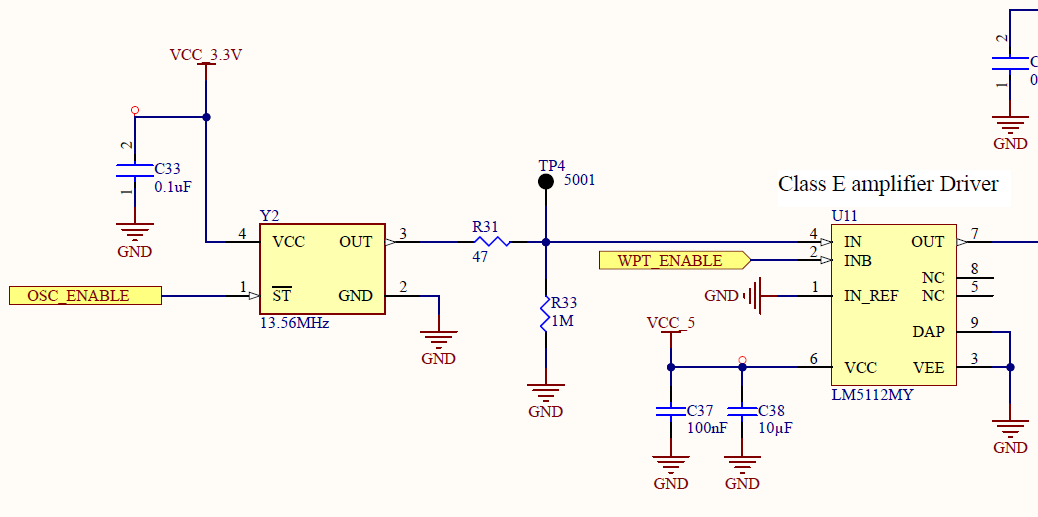 VCC_3.3V
2
C33
0.1uF
1
GND
OSC_ENABLE
Y2
4
VCC
OUT
3
1
ST
GND
2
13.56MHz
GND
R31
47
TP4
5001
R33
1M
GND
Class E amplifier Driver
U11
4
IN
OUT
7
WPT_ENABLE
2
INB
NC
8
GND
1
IN_REF
NC
5
DAP
9
VCC_5
6
VCC
VEE
3
LM5112MY
C37
100nF
C38
10µF
GND
GND
GND
2
1
GND